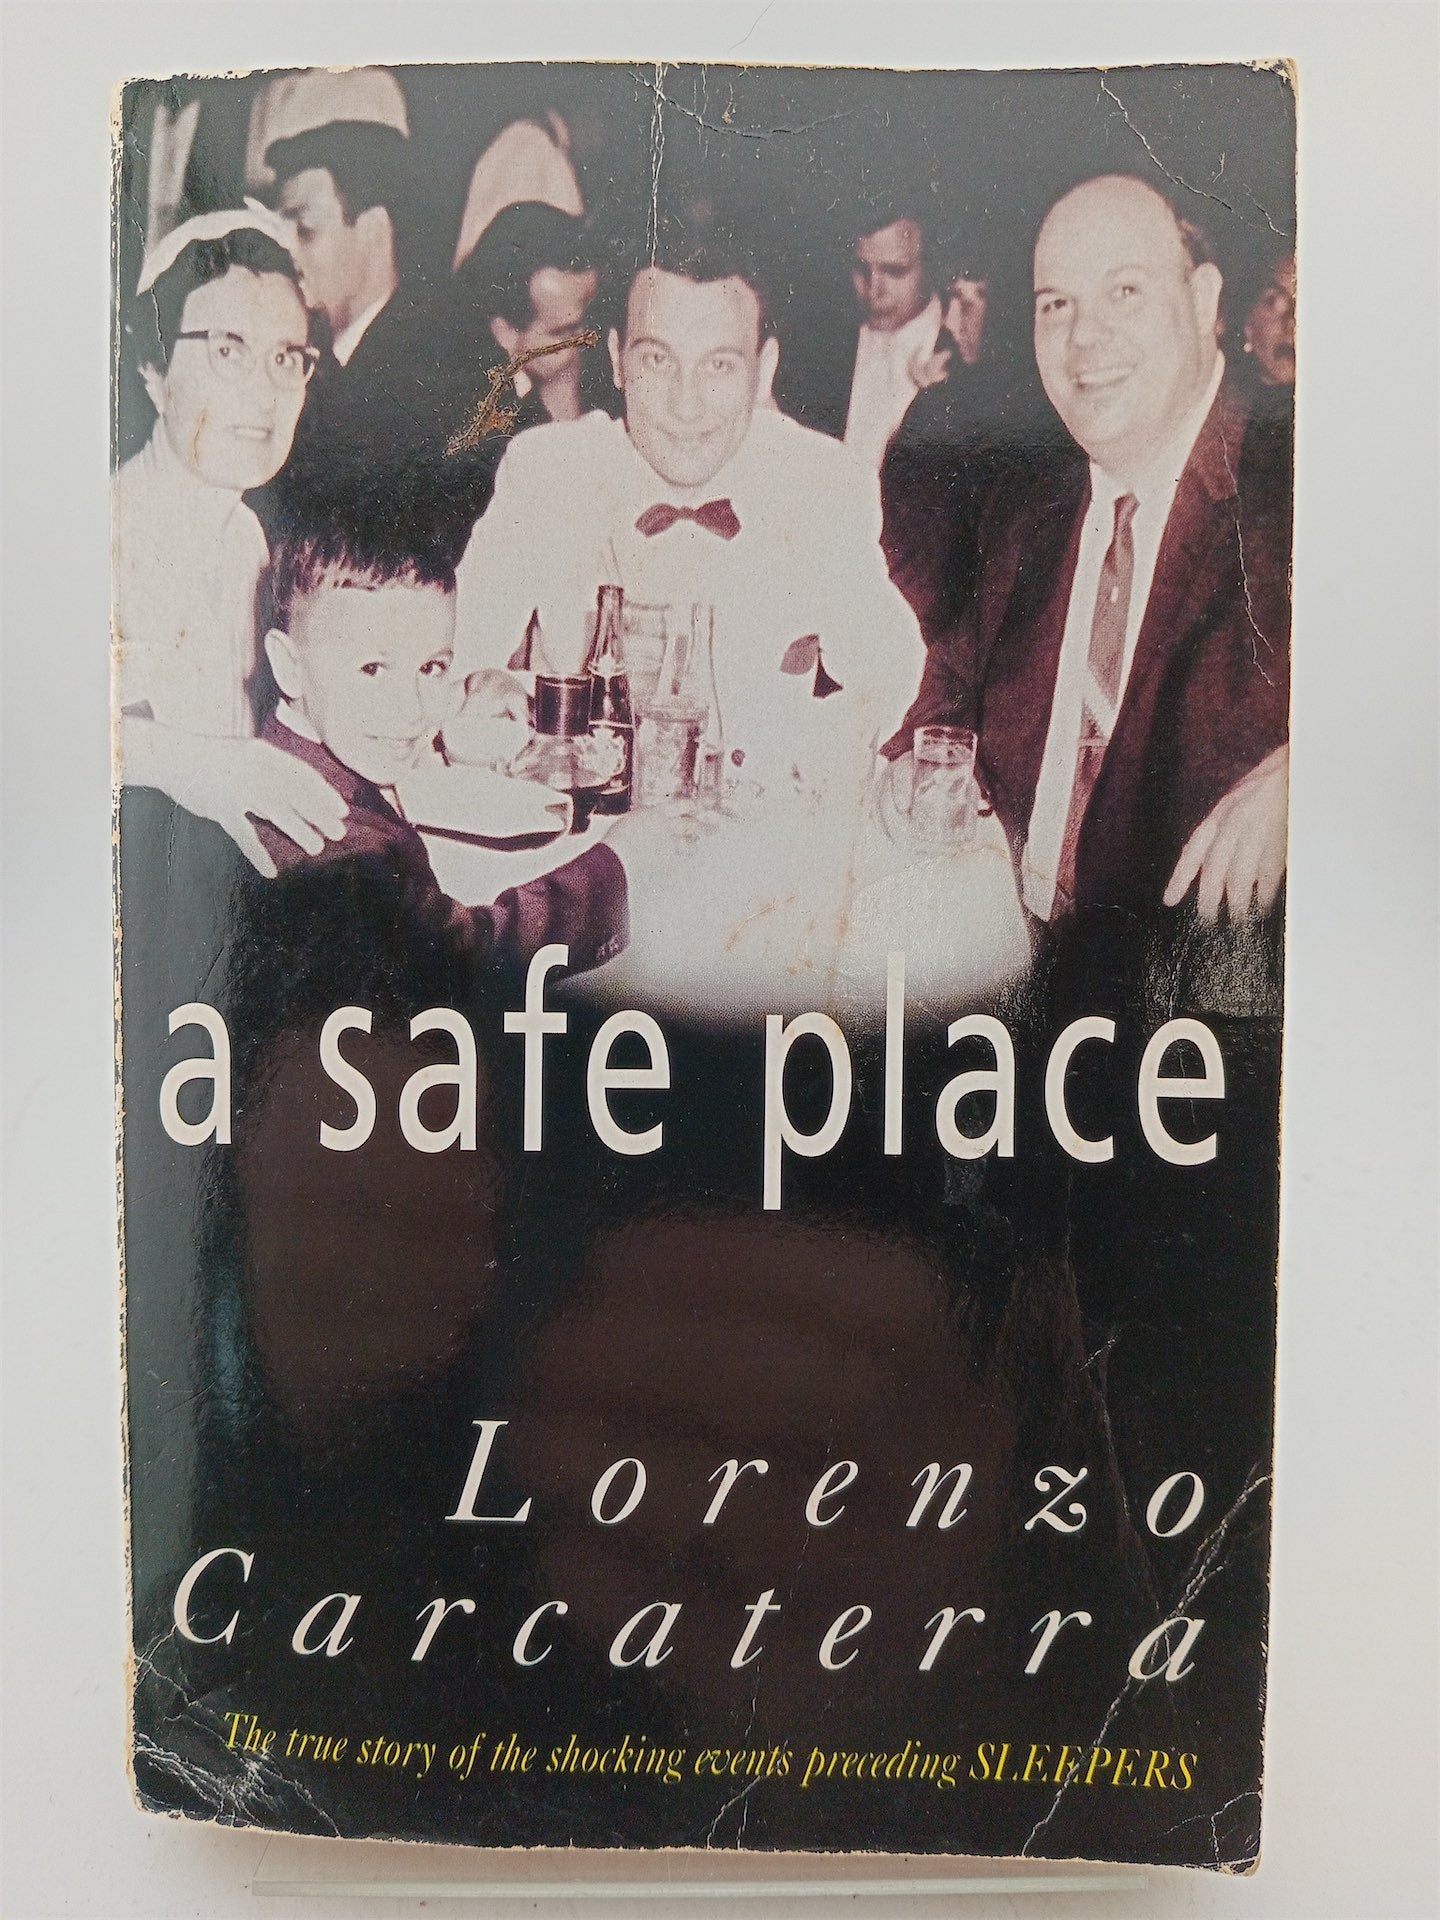 a safe place
Lorenzo
Carcaterra
The true story of the shocking events preceding SLEEPERS